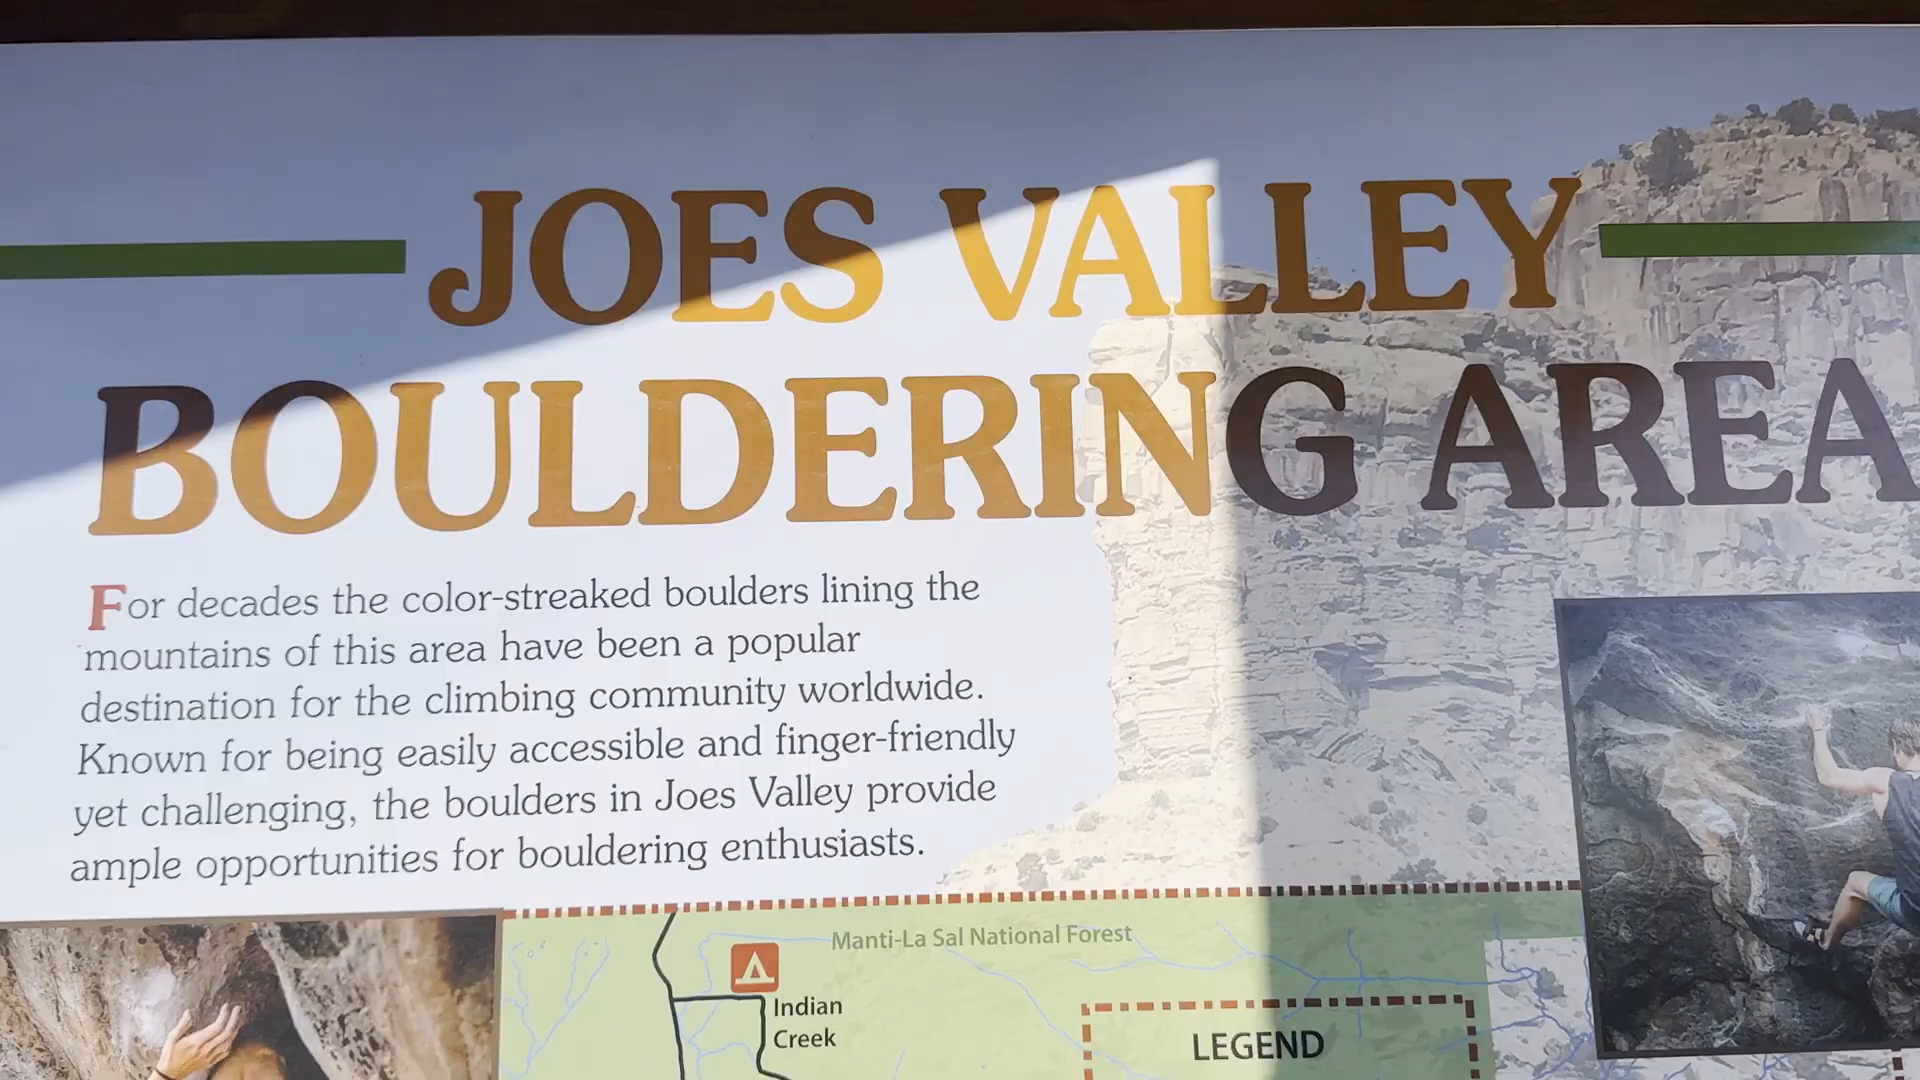 JOES VALLEY
BOULDERING AREA
For decades the color-streaked boulders lining the
mountains of this area have been a popular
destination for the climbing community worldwide.
Known for being easily accessible and finger-friendly
yet challenging, the boulders in Joes Valley provide
ample opportunities for bouldering enthusiasts.
Manti-La Sal National Forest
Indian
Creek
LEGEND